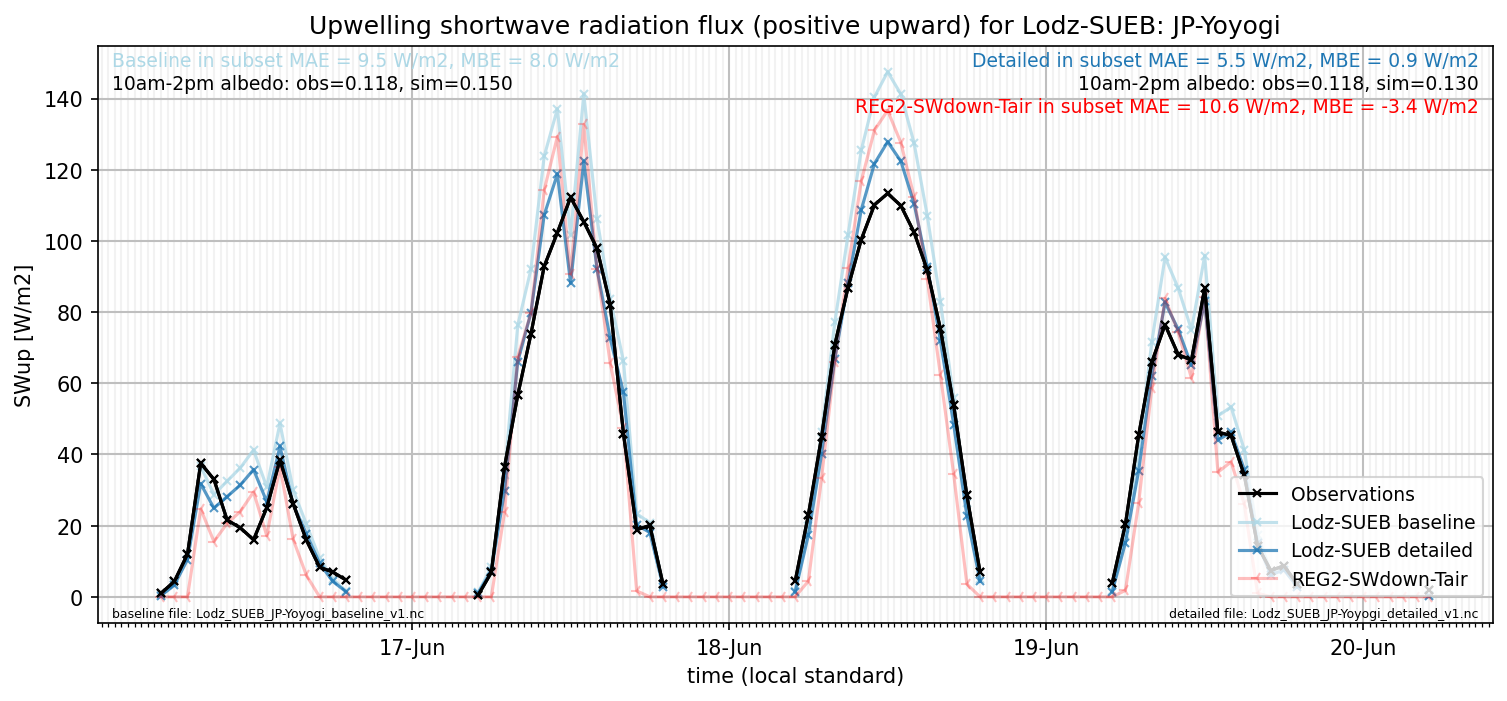 Upwelling shortwave radiation flux (positive upward) for Lodz-SUEB: JP-Yoyogi
Baseline in subset MAE = 9.5 W/m2, MBE = 8.0 W/m2
10am-2pm albedo: obs=0.118, sim=0.150
Detailed in subset MAE = 5.5 W/m2, MBE = 0.9 W/m2
10am-2pm albedo: obs=0.118, sim=0.130
REG2-SWdown-Tair in subset MAE = 10.6 W/m2, MBE = -3.4 W/m2
SWup [W/m2]
140
120
100
80
60
40
20
0
Observations
Lodz-SUEB baseline
Lodz-SUEB detailed
REG2-SWdown-Tair
baseline file: Lodz_SUEB_JP-Yoyogi_baseline_v1.nc
detailed file: Lodz_SUEB_JP-Yoyogi_detailed_v1.nc
17-Jun
18-Jun
19-Jun
20-Jun
time (local standard)